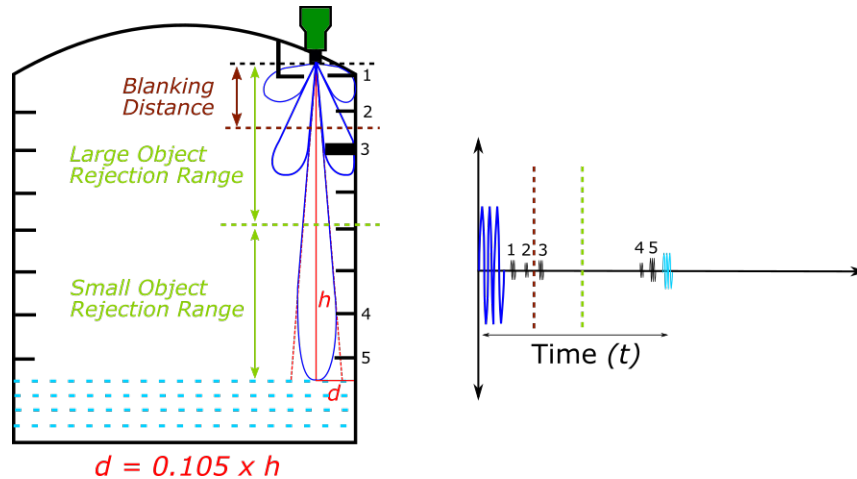 Blanking
Distance
Large Object
Rejection Range
Small Object
Rejection Range
1
2
3
4
5
h
d
d = 0.105 x h
1 2 3
4 5
Time (t)